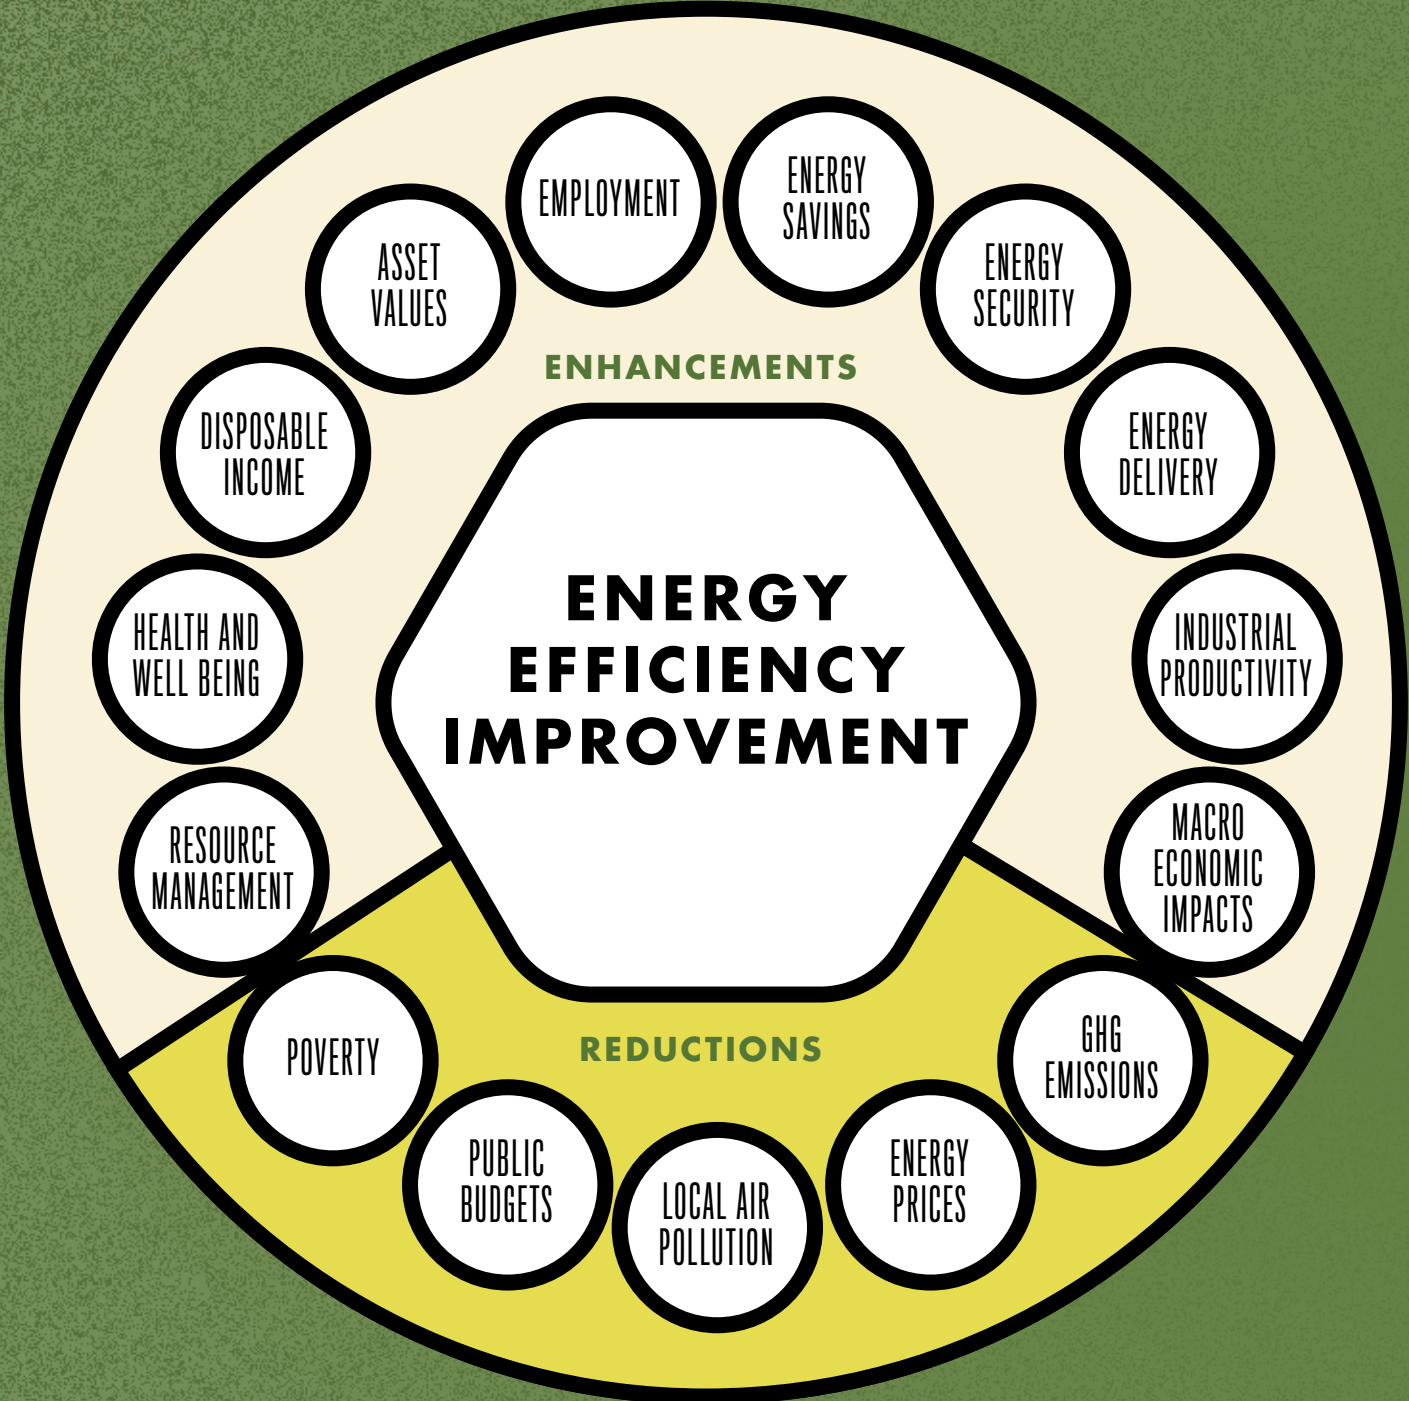 EMPLOYMENT
ENERGY
SAVINGS
ASSET
VALUES
ENERGY
SECURITY
ENHANCEMENTS
DISPOSABLE
INCOME
ENERGY
DELIVERY
HEALTH AND
WELL BEING
ENERGY
EFFICIENCY
IMPROVEMENT
INDUSTRIAL
PRODUCTIVITY
RESOURCE
MANAGEMENT
MACRO
ECONOMIC
IMPACTS
REDUCTIONS
POVERTY
GHG
EMISSIONS
PUBLIC
BUDGETS
LOCAL AIR
POLLUTION
ENERGY
PRICES